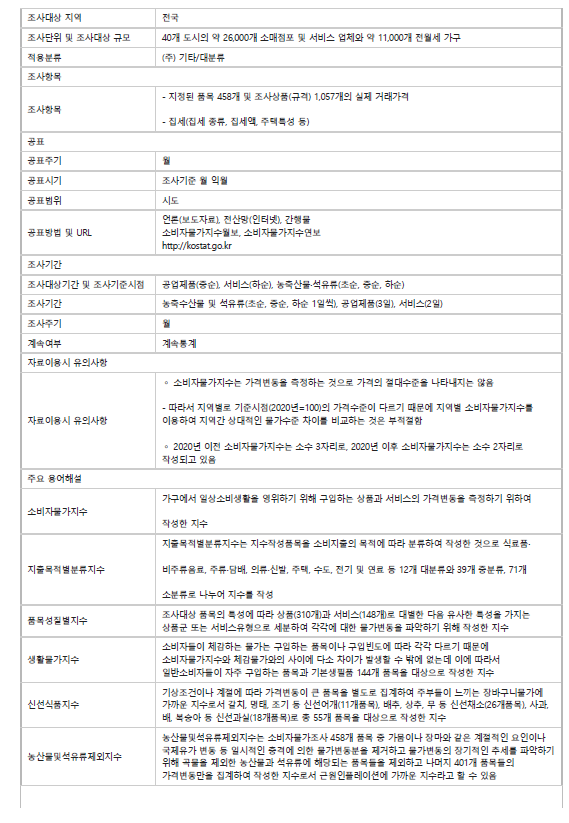 조사대상 지역 전국
조사단위 및 조사대상 규모 40개 도시의 약 26,000개 소매점포 및 서비스 업체와 약 11,000개 전월세 가구
적용분류 (주) 기타/대분류
조사항목
조사항목 - 지정된 품목 458개 및 조사상품(규격) 1,057개의 실제 거래가격
- 집세(집세 종류, 집세액, 주택특성 등)
공표
공표주기 월
공표시기 조사기준 월 익월
공표범위 시도
공표방법 및 URL 언론(보도자료), 전산망(인터넷), 간행물
소비자물가지수월보, 소비자물가지수연보
http://kostat.go.kr
조사기간
조사대상기간 및 조사기준시점 공업제품(중순), 서비스(하순), 농축산물·석유류(초순, 중순, 하순)
조사기간 농축수산물 및 석유류(초순, 중순, 하순 1일씩), 공업제품(3일), 서비스(2일)
조사주기 월
계속여부 계속통계
자료이용시 유의사항
자료이용시 유의사항 ◦ 소비자물가지수는 가격변동을 측정하는 것으로 가격의 절대수준을 나타내지는 않음
- 따라서 지역별로 기준시점(2020년=100)의 가격수준이 다르기 때문에 지역별 소비자물가지수를
이용하여 지역간 상대적인 물가수준 차이를 비교하는 것은 부적절함
◦ 2020년 이전 소비자물가지수는 소수 3자리로, 2020년 이후 소비자물가지수는 소수 2자리로
작성되고 있음
주요 용어해설
소비자물가지수 가구에서 일상소비생활을 영위하기 위해 구입하는 상품과 서비스의 가격변동을 측정하기 위하여
작성한 지수
지출목적별분류지수 지출목적별분류지수는 지수작성품목을 소비지출의 목적에 따라 분류하여 작성한 것으로 식료품·
비주류음료, 주류·담배, 의류·신발, 주택, 수도, 전기 및 연료 등 12개 대분류와 39개 중분류, 71개
소분류로 나누어 지수를 작성
품목성질별지수 조사대상 품목의 특성에 따라 상품(310개)과 서비스(148개)로 대별한 다음 유사한 특성을 가지는
상품군 또는 서비스유형으로 세분하여 각각에 대한 물가변동을 파악하기 위해 작성한 지수
생활물가지수 소비자들이 체감하는 물가는 구입하는 품목이나 구입빈도에 따라 각각 다르기 때문에
소비자물가지수와 체감물가와의 사이에 다소 차이가 발생할 수 밖에 없는데 이에 따라서
일반소비자들이 자주 구입하는 품목과 기본생필품 144개 품목을 대상으로 작성한 지수
신선식품지수 기상조건이나 계절에 따라 가격변동이 큰 품목을 별도로 집계하여 주부들이 느끼는 장바구니물가에
가까운 지수로서 갈치, 명태, 조기 등 신선어개(11개품목), 배추, 상추, 무 등 신선채소(26개품목), 사과,
배, 복숭아 등 신선과실(18개품목)로 총 55개 품목을 대상으로 작성한 지수
농산물및석유류제외지수 농산물및석유류제외지수는 소비자물가조사 458개 품목 중 가뭄이나 장마와 같은 계절적인 요인이나
국제유가 변동 등 일시적인 충격에 의한 물가변동분을 제거하고 물가변동의 장기적인 추세를 파악하기
위해 곡물을 제외한 농산물과 석유류에 해당되는 품목들을 제외하고 나머지 401개 품목들의
가격변동만을 집계하여 작성한 지수로서 근원인플레이션에 가까운 지수라고 할 수 있음